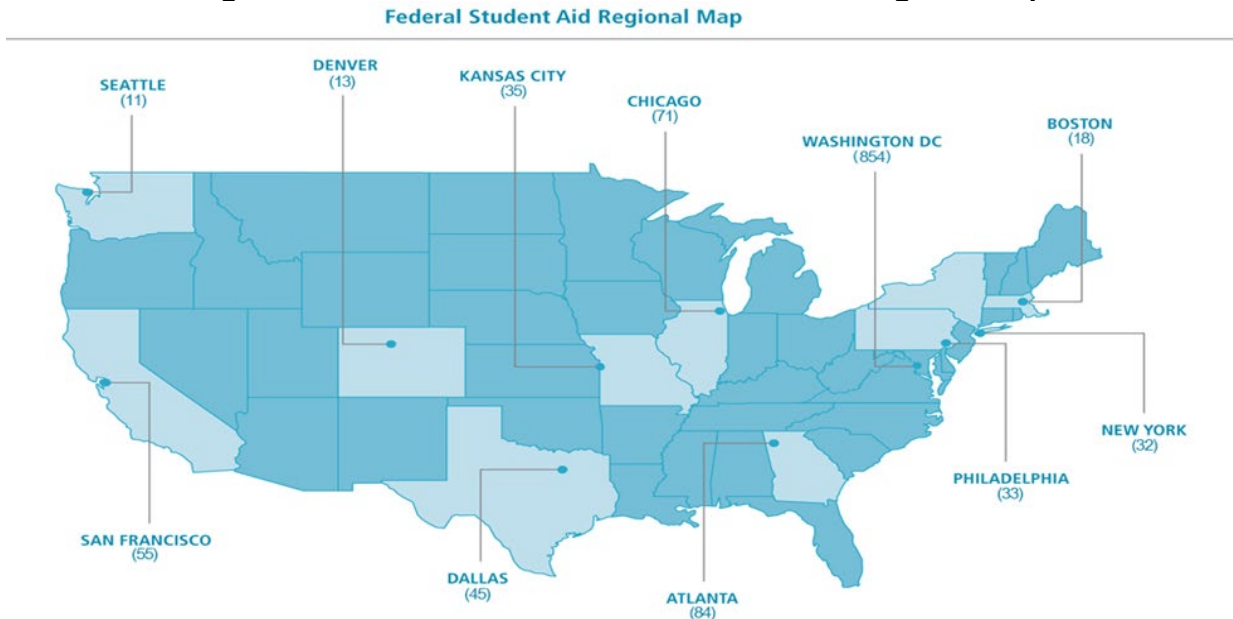 Federal Student Aid Regional Map
DENVER
(13)
KANSAS CITY
(35)
SEATTLE
(11)
CHICAGO
(71)
BOSTON
(18)
WASHINGTON DC
(854)
NEW YORK
(32)
PHILADELPHIA
(33)
SAN FRANCISCO
(55)
DALLAS
(45)
ATLANTA
(84)